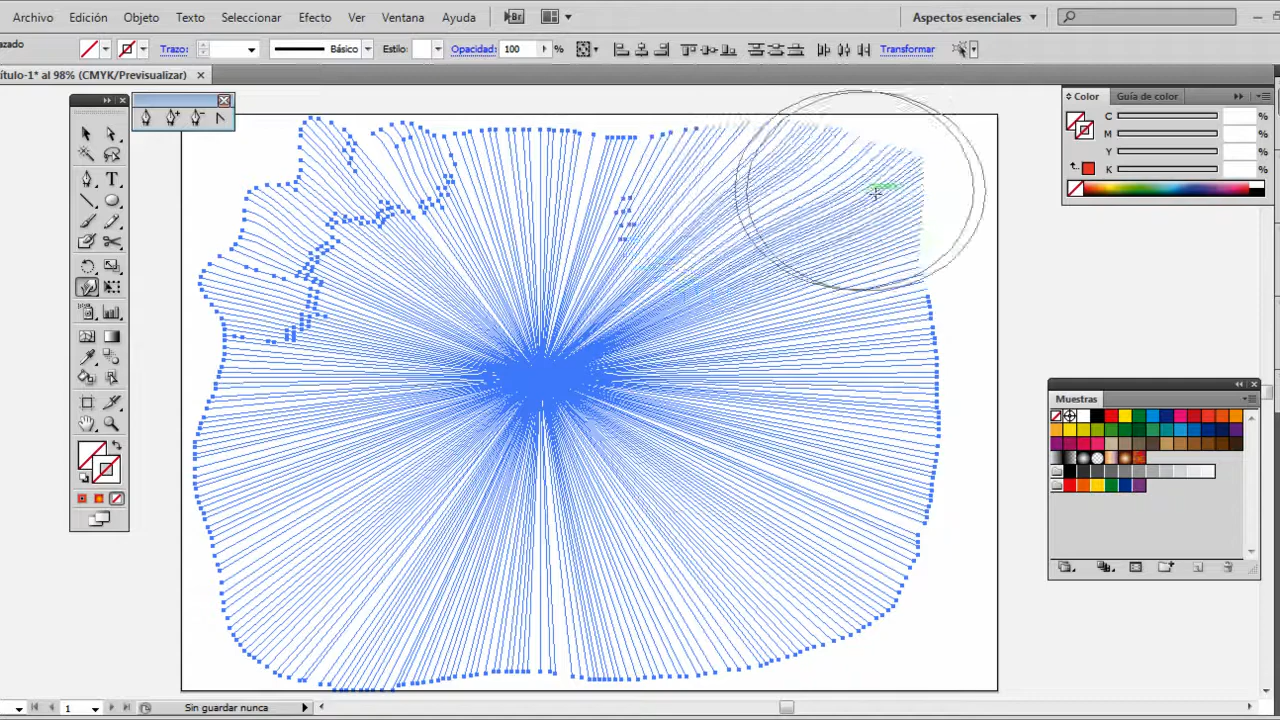 Archivo Edición Objeto Texto Seleccionar Efecto Ver Ventana Ayuda Br Aspectos esenciales
azado Trazo: Básico Estilo: Opacidad: 100 % Transformar
ítulo-1* al 98% (CMYK/Previsualizar)
Color Guía de color
C %
M %
Y %
K %
Muestras
1 Sin guardar nunca